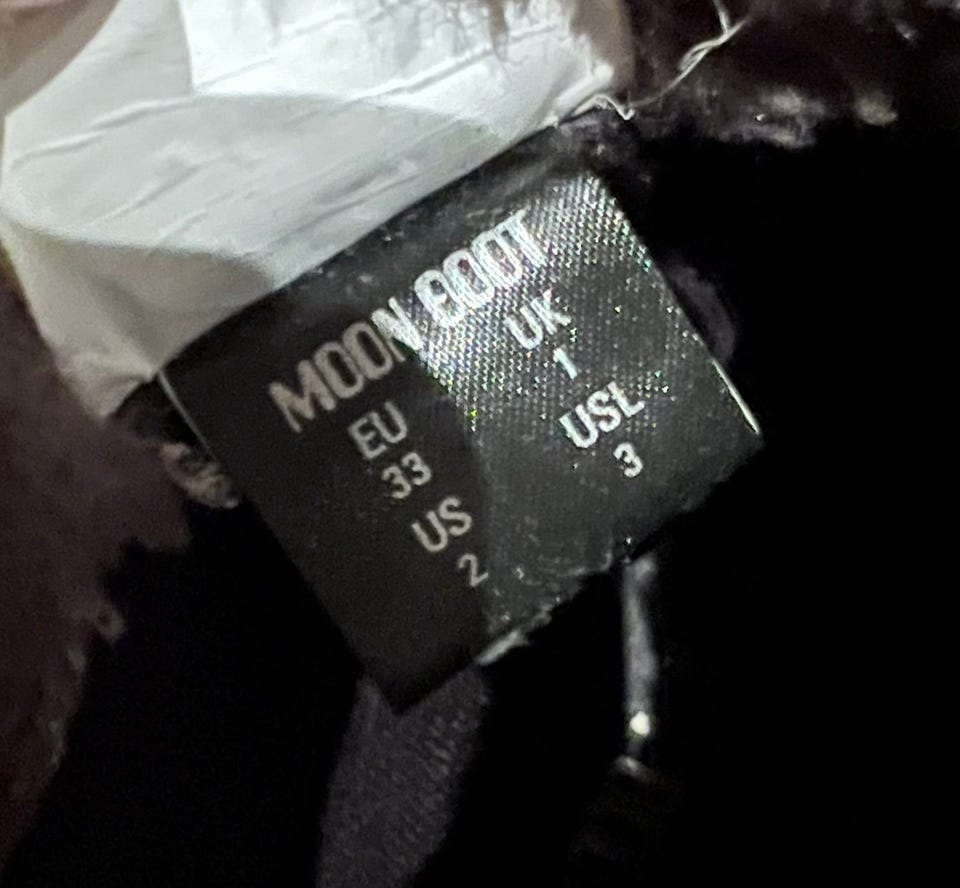 MOON BOOT
EU UK
33 1
US USL
2 3